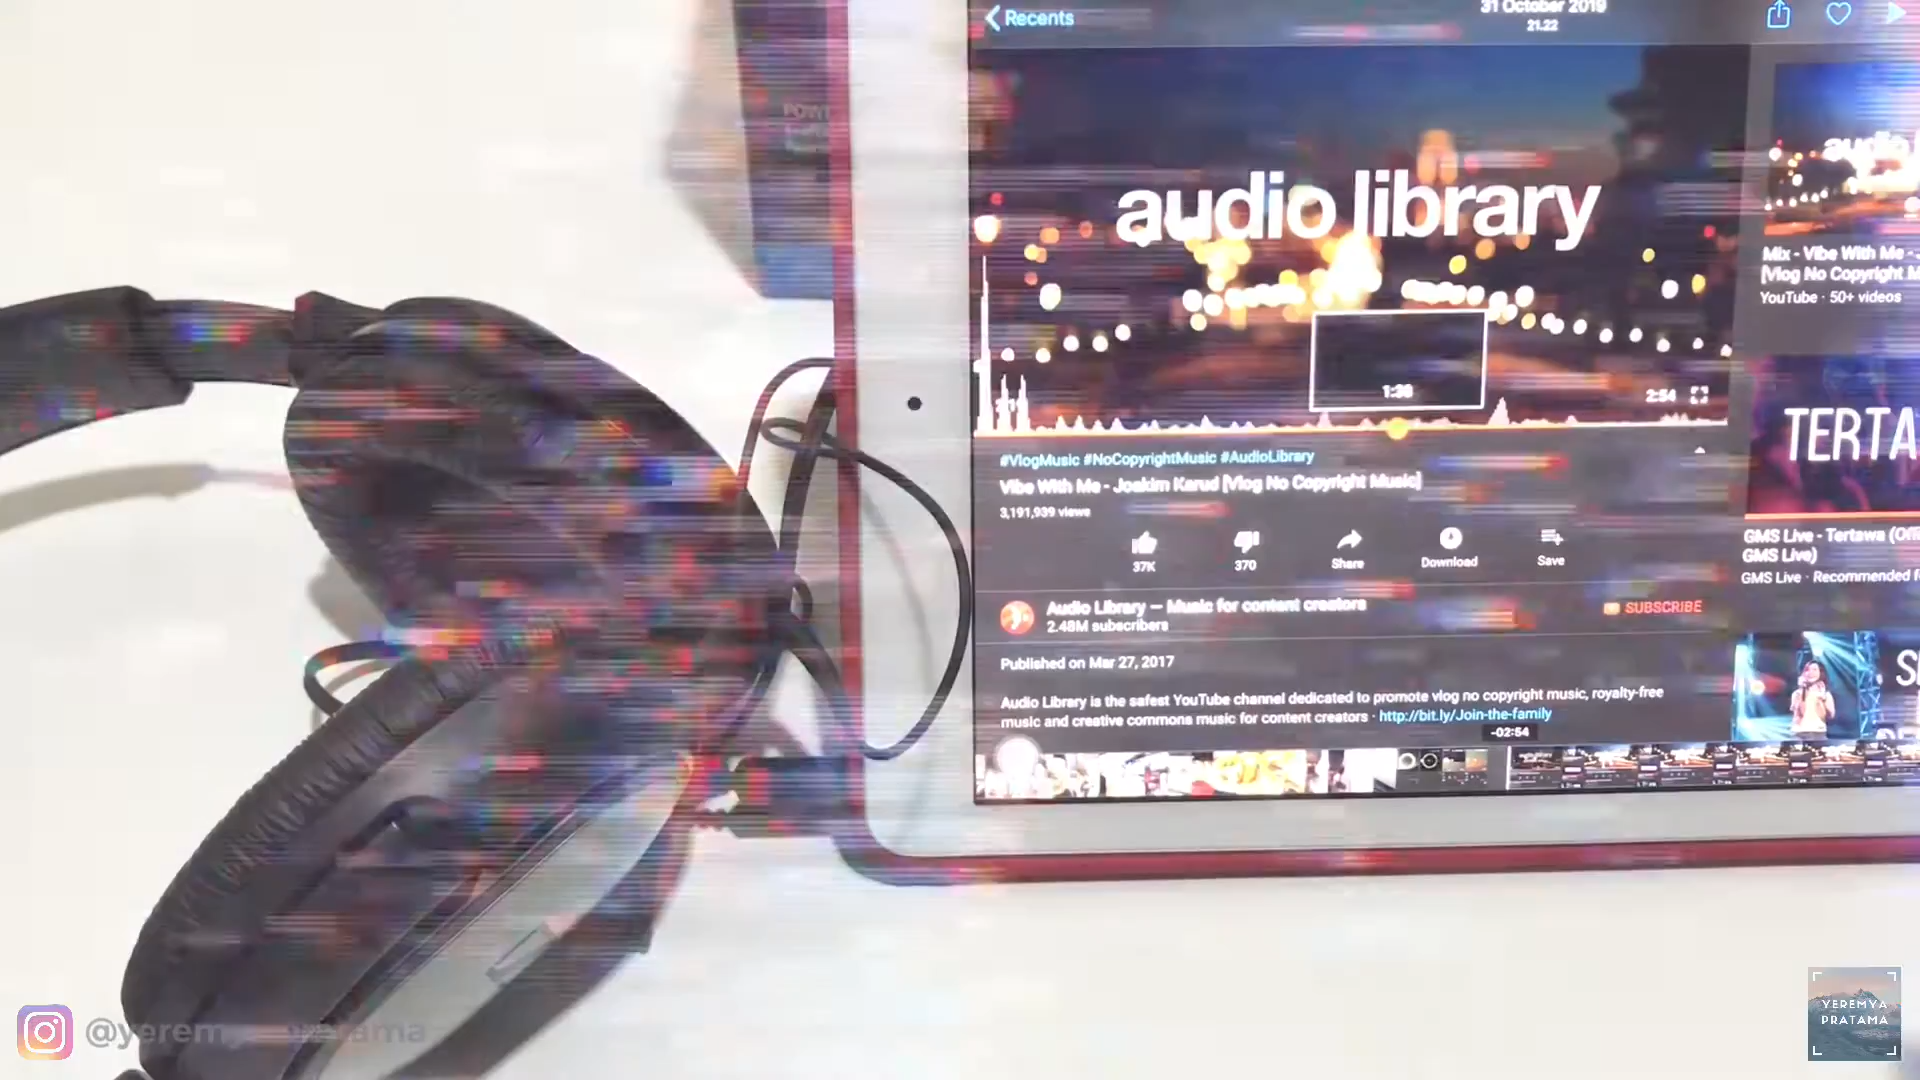 Recents
31 October 2019
21.22
audio library
1:38
2:54
#VlogMusic #NoCopyrightMusic #AudioLibrary
Vibe With Me - Joakim Karud [Vlog No Copyright Music]
3,191,939 views
37K
370
Share
Download
Save
Audio Library — Music for content creators
2.48M subscribers
SUBSCRIBE
Published on Mar 27, 2017
Audio Library is the safest YouTube channel dedicated to promote vlog no copyright music, royalty-free
music and creative commons music for content creators · http://bit.ly/Join-the-family
-02:54
Mix - Vibe With Me -
[Vlog No Copyright M
YouTube · 50+ videos
TERTA
GMS Live - Tertawa (Offi
GMS Live)
GMS Live · Recommended f
YEREMYA
PRATAMA